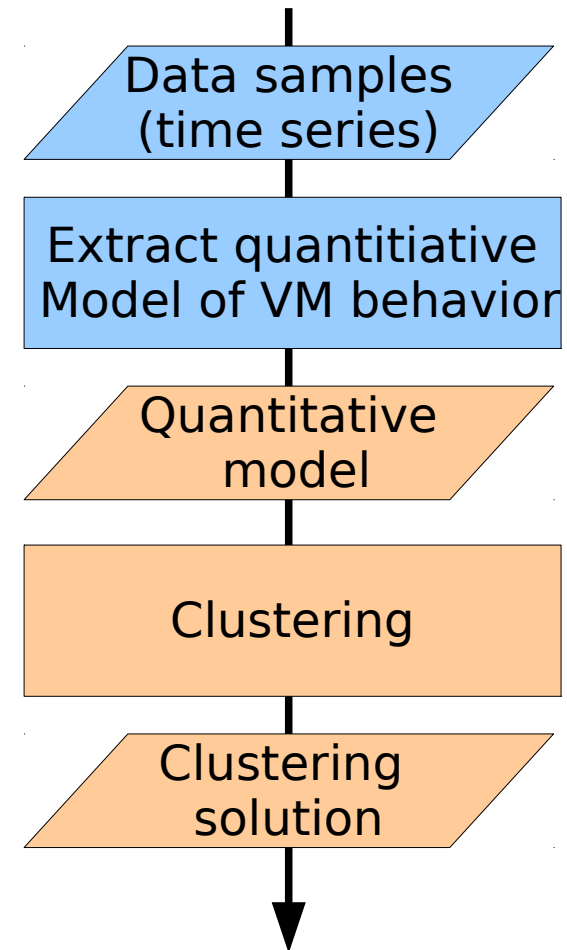 Data samples
(time series)
Extract quantitiative
Model of VM behavior
Quantitative
model
Clustering
Clustering
solution